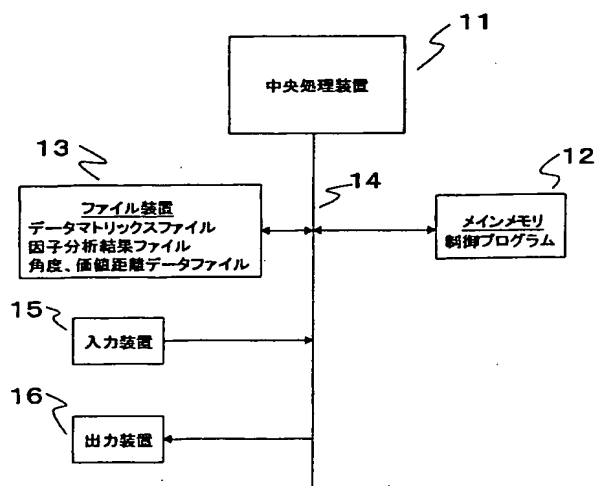 11
中央処理装置
13
ファイル装置
データマトリックスファイル
因子分析結果ファイル
角度、価値距離データファイル
14
12
メインメモリ
制御プログラム
15
入力装置
16
出力装置